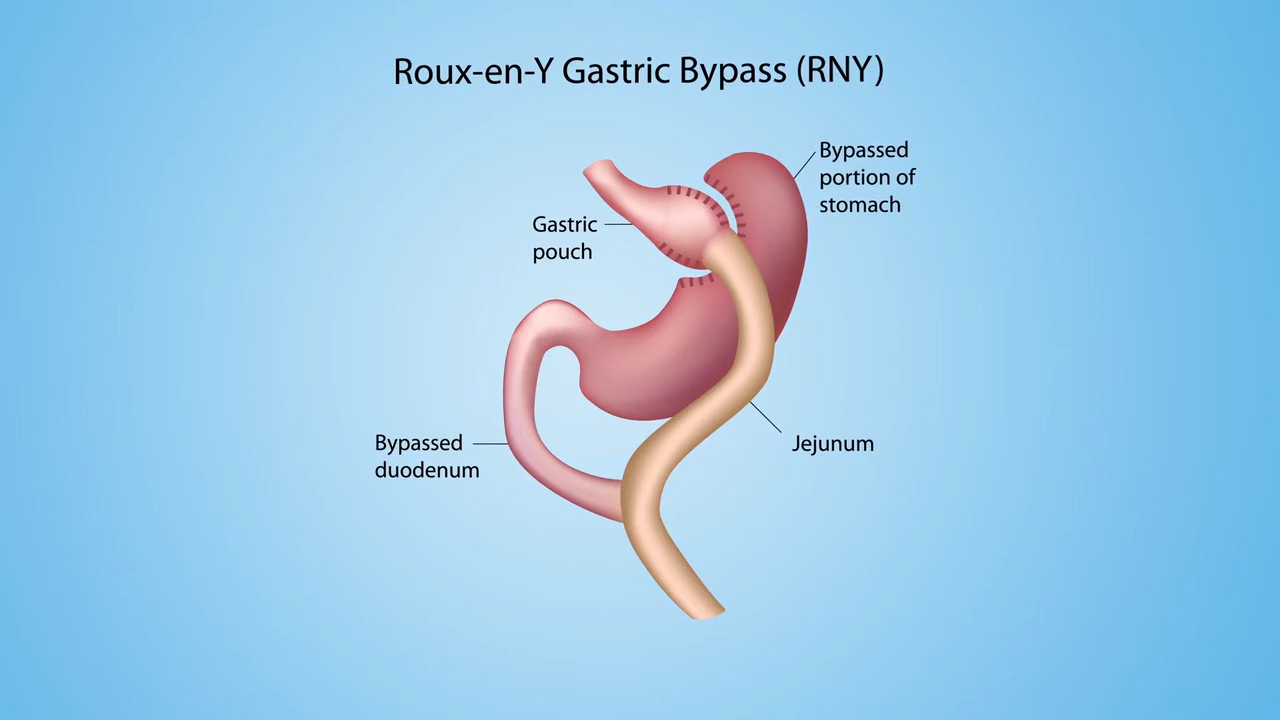 Roux-en-Y Gastric Bypass (RNY)
Bypassed
portion of
stomach
Gastric
pouch
Bypassed
duodenum
Jejunum